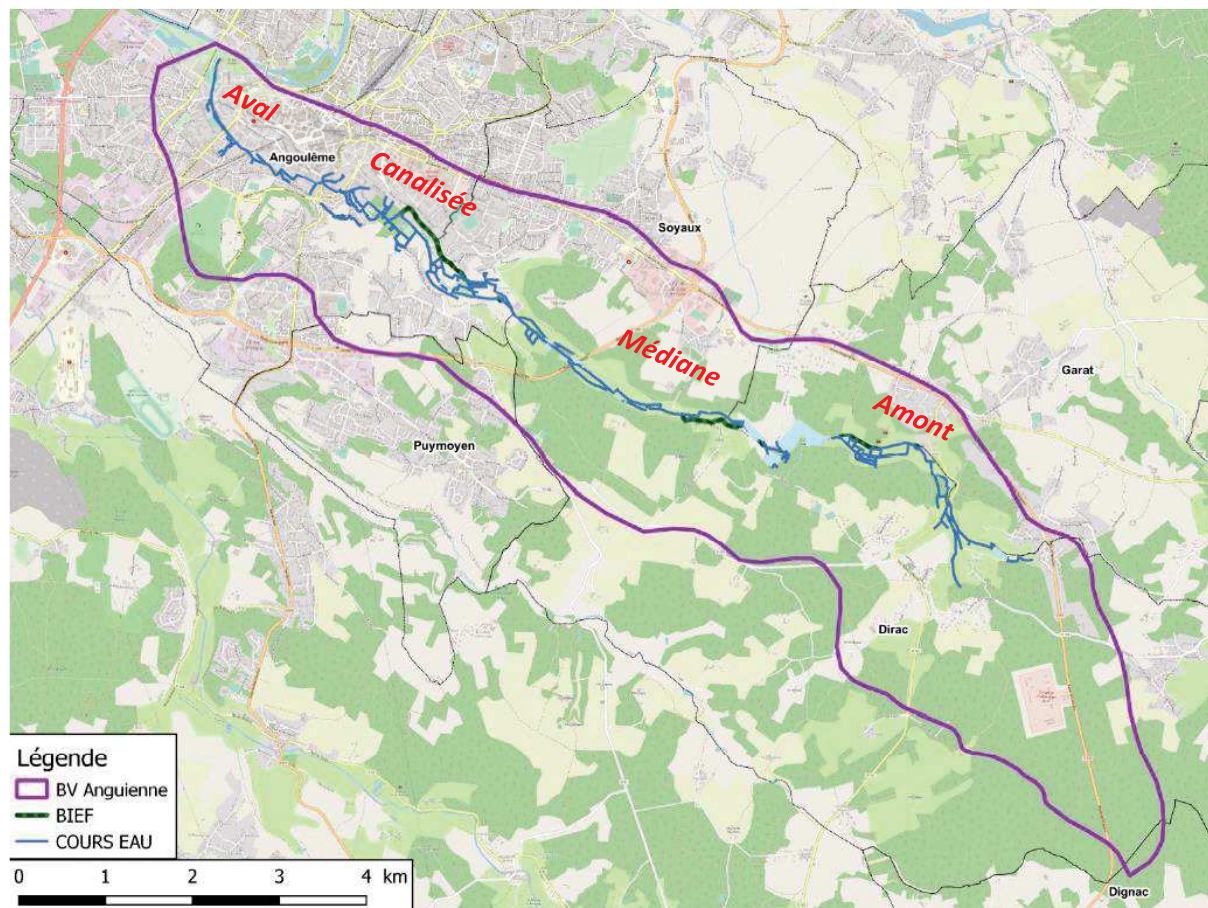 Aval
Angoulême
Canalisée
Soyaux
Médiane
Garat
Amont
Puymoyen
Dirac
Dignac
Légende
BV Anguienne
BIEF
COURS EAU
0 1 2 3 4 km